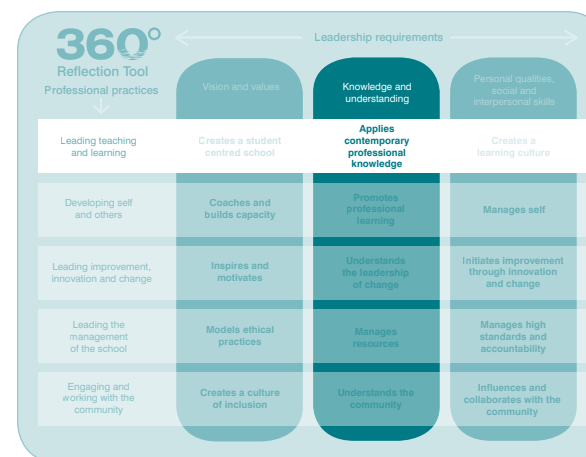 360°
Reflection Tool
Professional practices
Leadership requirements
Vision and values
Knowledge and
understanding
Personal qualities,
social and
interpersonal skills
Leading teaching
and learning
Creates a student
centred school
Applies
contemporary
professional
knowledge
Creates a
learning culture
Developing self
and others
Coaches and
builds capacity
Promotes
professional
learning
Manages self
Leading improvement,
innovation and change
Inspires and
motivates
Understands
the leadership
of change
Initiates improvement
through innovation
and change
Leading the
management
of the school
Models ethical
practices
Manages
resources
Manages high
standards and
accountability
Engaging and
working with the
community
Creates a culture
of inclusion
Understands the
community
Influences and
collaborates with the
community